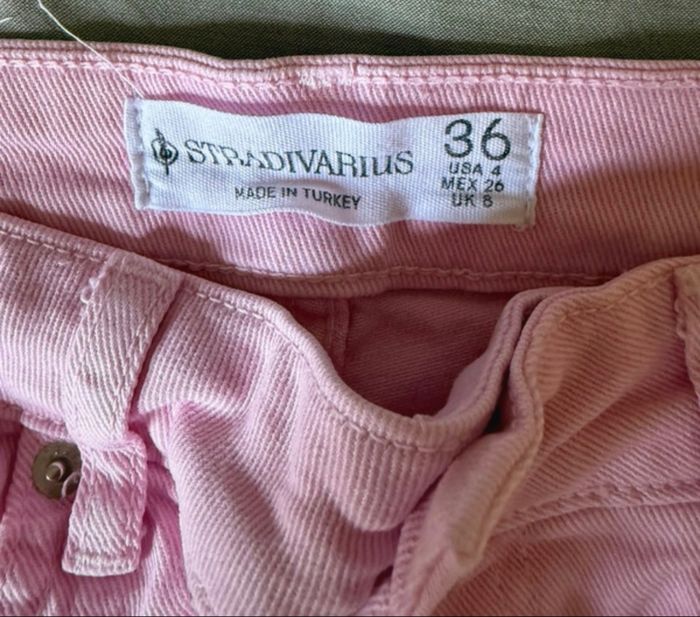 STRADIVARIUS
MADE IN TURKEY
36
USA 4
MEX 26
UK 8